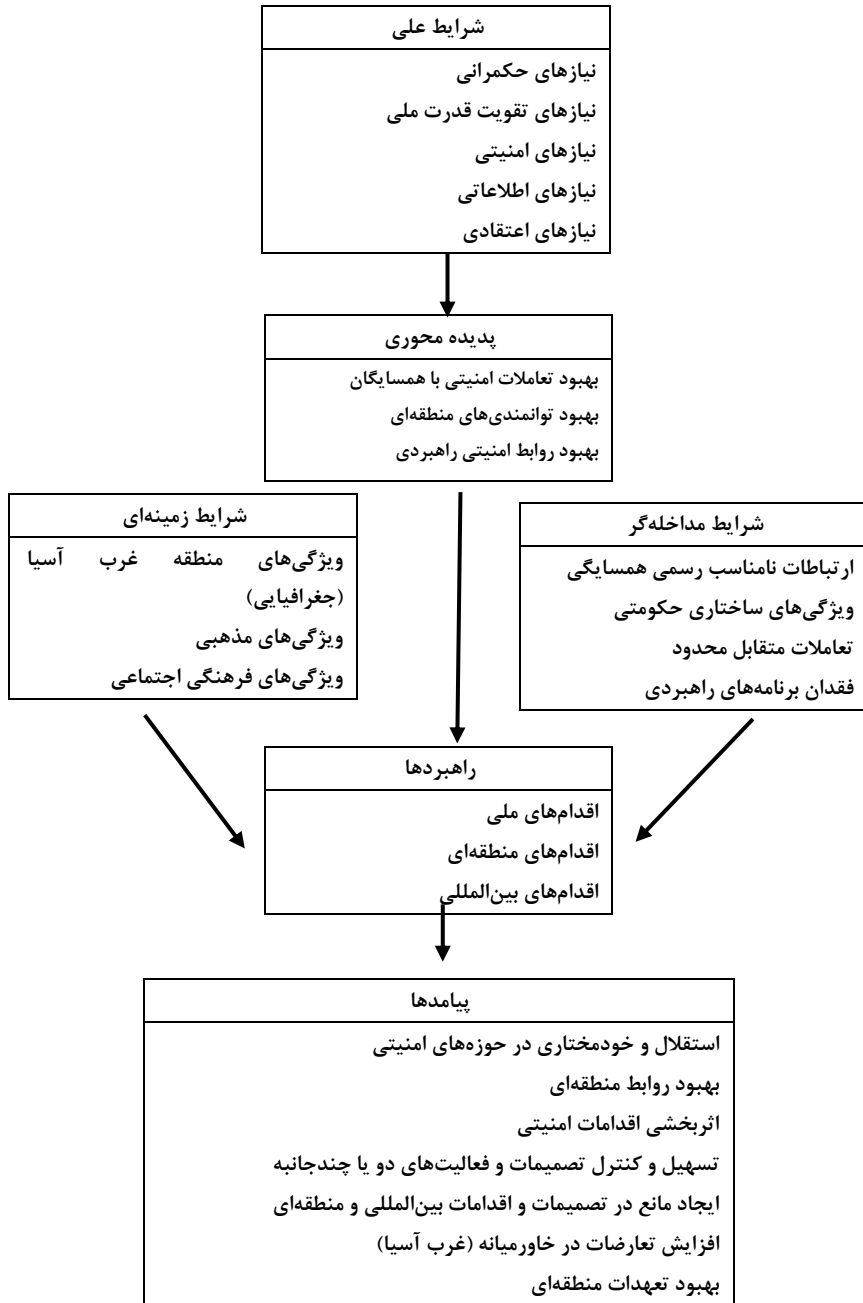 شرایط علی
نیازهای حکمرانی
نیازهای تقویت قدرت ملی
نیازهای امنیتی
نیازهای اطلاعاتی
نیازهای اعتقادی
پدیده محوری
بهبود تعاملات امنیتی با همسایگان
بهبود توانمندی‌های منطقه‌ای
بهبود روابط امنیتی راهبردی
شرایط مداخله‌گر
ارتباطات نامناسب رسمی همسایگی
ویژگی‌های ساختاری حکومتی
تعاملات متقابل محدود
فقدان برنامه‌های راهبردی
شرایط زمینه‌ای
ویژگی‌های منطقه غرب آسیا
(جغرافیایی)
ویژگی‌های مذهبی
ویژگی‌های فرهنگی اجتماعی
راهبردها
اقدام‌های ملی
اقدام‌های منطقه‌ای
اقدام‌های بین‌المللی
پیامدها
استقلال و خودمختاری در حوزه‌های امنیتی
بهبود روابط منطقه‌ای
اثربخشی اقدامات امنیتی
تسهیل و کنترل تصمیمات و فعالیت‌های دو یا چندجانبه
ایجاد مانع در تصمیمات و اقدامات بین‌المللی و منطقه‌ای
افزایش تعارضات در خاورمیانه (غرب آسیا)
بهبود تعهدات منطقه‌ای